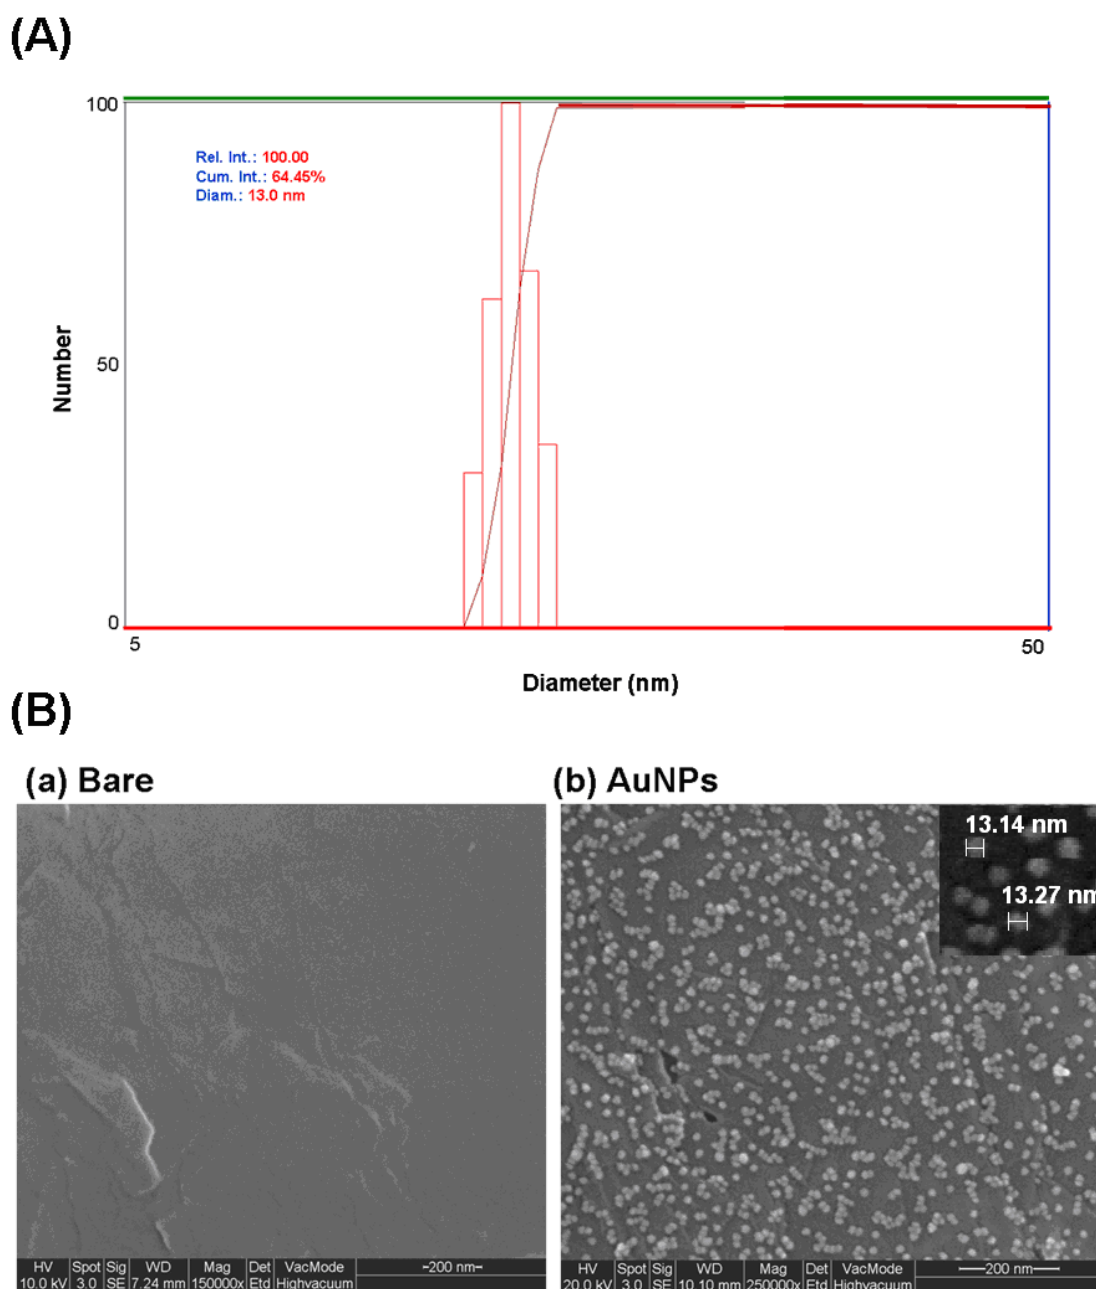 (A)
100
Rel. Int.: 100.00
Cum. Int.: 64.45%
Diam.: 13.0 nm
Number
50
0
5
50
Diameter (nm)
(B)
(a) Bare
(b) AuNPs
13.14 nm
13.27 nm
HV Spot Sig WD Mag Det VacMode
10.0 kV 3.0 SE 7.24 mm 150000x Etd Highvacuum
200 nm
HV Spot Sig WD Mag Det VacMode
20.0 kV 3.0 SE 10.10 mm 250000x Etd Highvacuum
200 nm